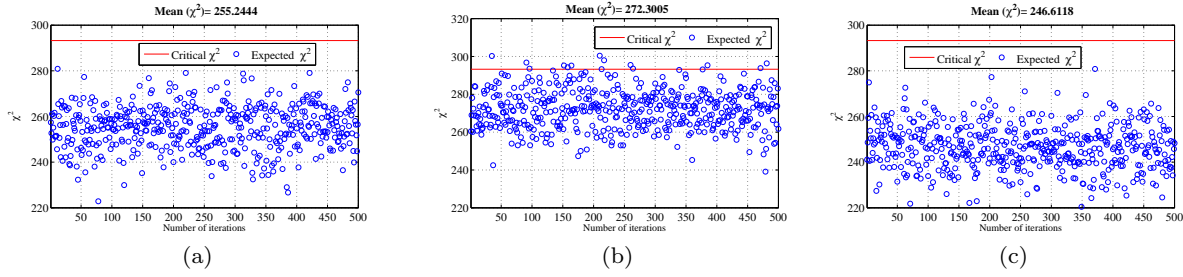 Mean (χ²)= 255.2444
300
280
260
240
220
χ²
Critical χ² Expected χ²
50 100 150 200 250 300 350 400 450 500
Number of iterations
(a)
Mean (χ²)= 272.3005
320
300
280
260
240
220
χ²
Critical χ² Expected χ²
50 100 150 200 250 300 350 400 450 500
Number of iterations
(b)
Mean (χ²) = 246.6118
300
280
260
240
220
χ²
Critical χ² Expected χ²
50 100 150 200 250 300 350 400 450 500
Number of iterations
(c)